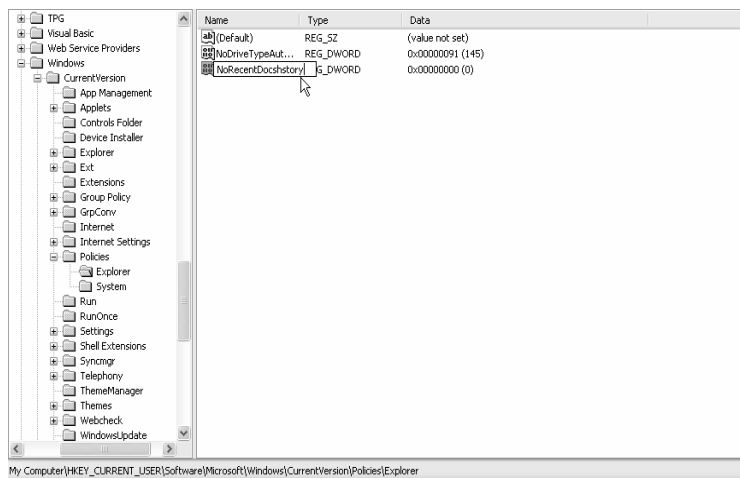 TPG
Visual Basic
Web Service Providers
Windows
CurrentVersion
App Management
Applets
Controls Folder
Device Installer
Explorer
Ext
Extensions
Group Policy
GrpConv
Internet
Internet Settings
Policies
Explorer
System
Run
RunOnce
Settings
Shell Extensions
Syncmgr
Telephony
ThemeManager
Themes
Webcheck
WindowsUpdate
Name Type Data
(Default) REG_SZ (value not set)
NoDriveTypeAut... REG_DWORD 0x00000091 (145)
NoRecentDocshstory G_DWORD 0x00000000 (0)
My Computer\HKEY_CURRENT_USER\Software\Microsoft\Windows\CurrentVersion\Policies\Explorer